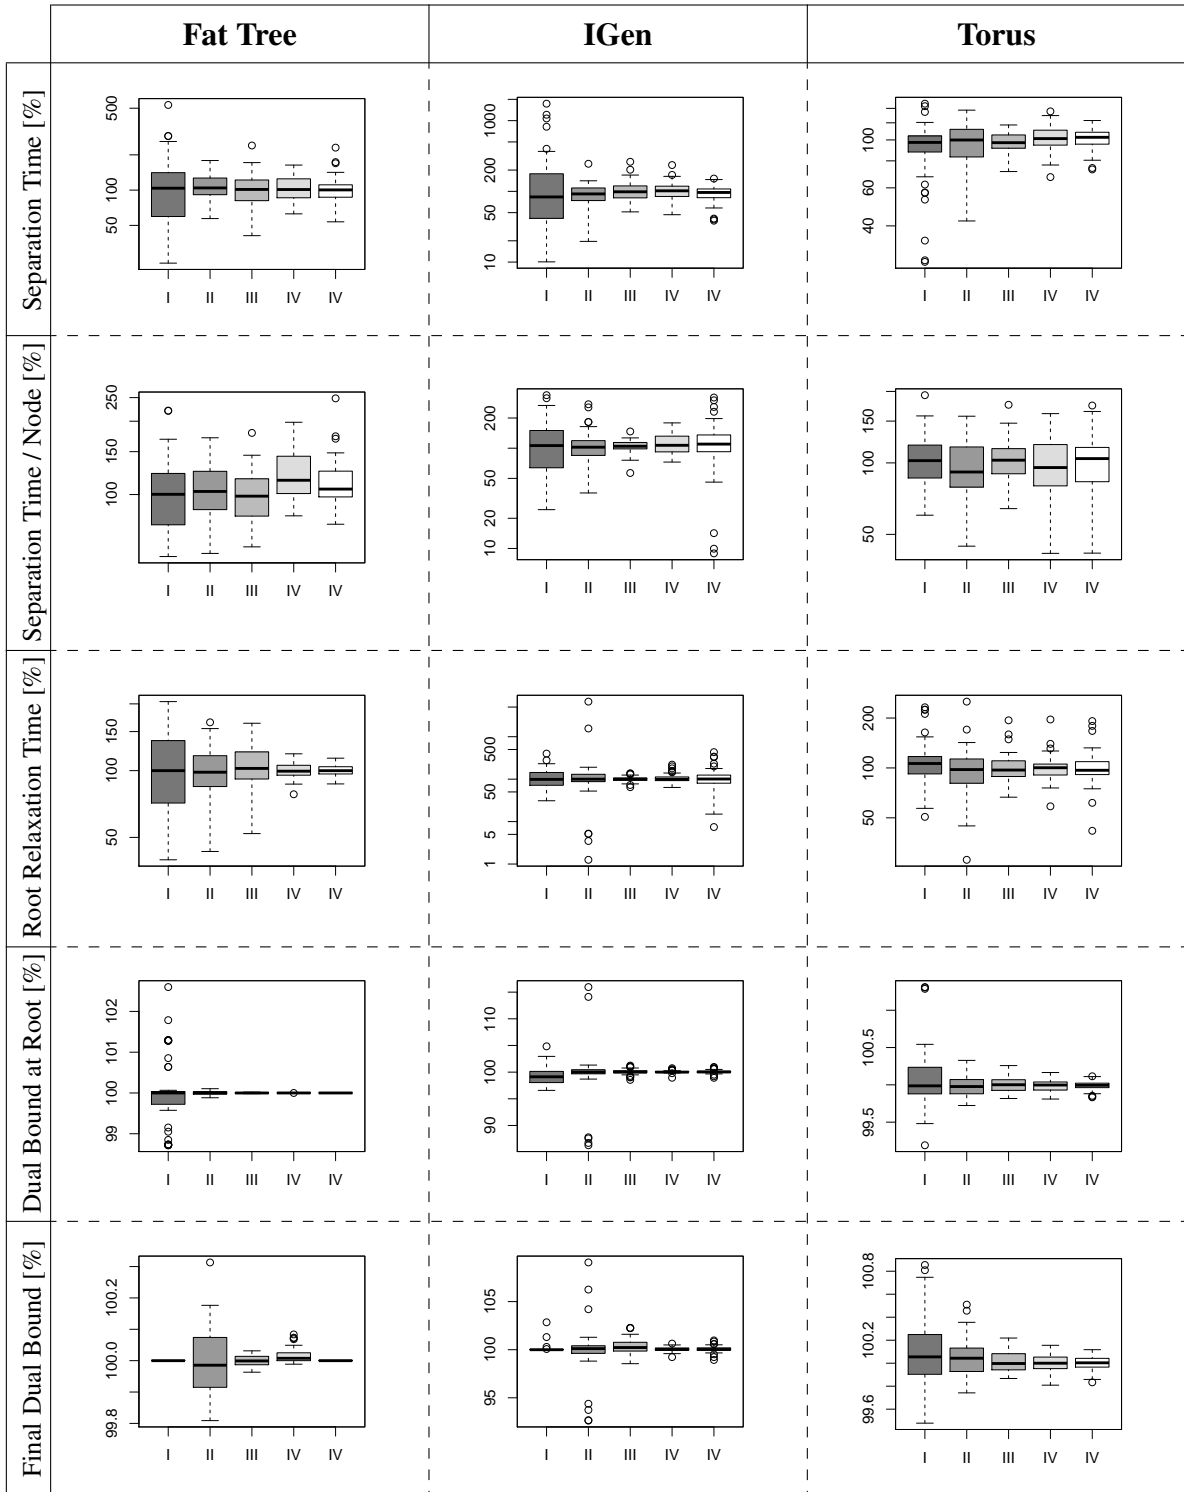 Fat Tree IGen Torus
Separation Time [%]
500
100
50
I II III IV IV
1000
200
50
10
I II III IV IV
100
60
40
I II III IV IV
Separation Time / Node [%]
250
150
100
I II III IV IV
200
50
20
10
I II III IV IV
150
100
50
I II III IV IV
Root Relaxation Time [%]
150
100
50
I II III IV IV
500
50
5
1
I II III IV IV
200
100
50
I II III IV IV
Dual Bound at Root [%]
102
101
100
99
I II III IV IV
110
100
90
I II III IV IV
100.5
99.5
I II III IV IV
Final Dual Bound [%]
100.2
100.0
99.8
I II III IV IV
105
100
95
I II III IV IV
100.8
100.2
99.6
I II III IV IV